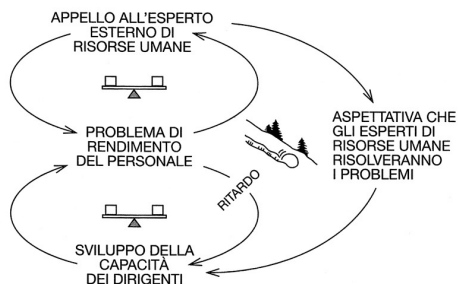 APPELLO ALL'ESPERTO
ESTERNO DI
RISORSE UMANE
ASPETTATIVA CHE
GLI ESPERTI DI
RISORSE UMANE
RISOLVERANNO
I PROBLEMI
PROBLEMA DI
RENDIMENTO
DEL PERSONALE
RITARDO
SVILUPPO DELLA
CAPACITÀ
DEI DIRIGENTI